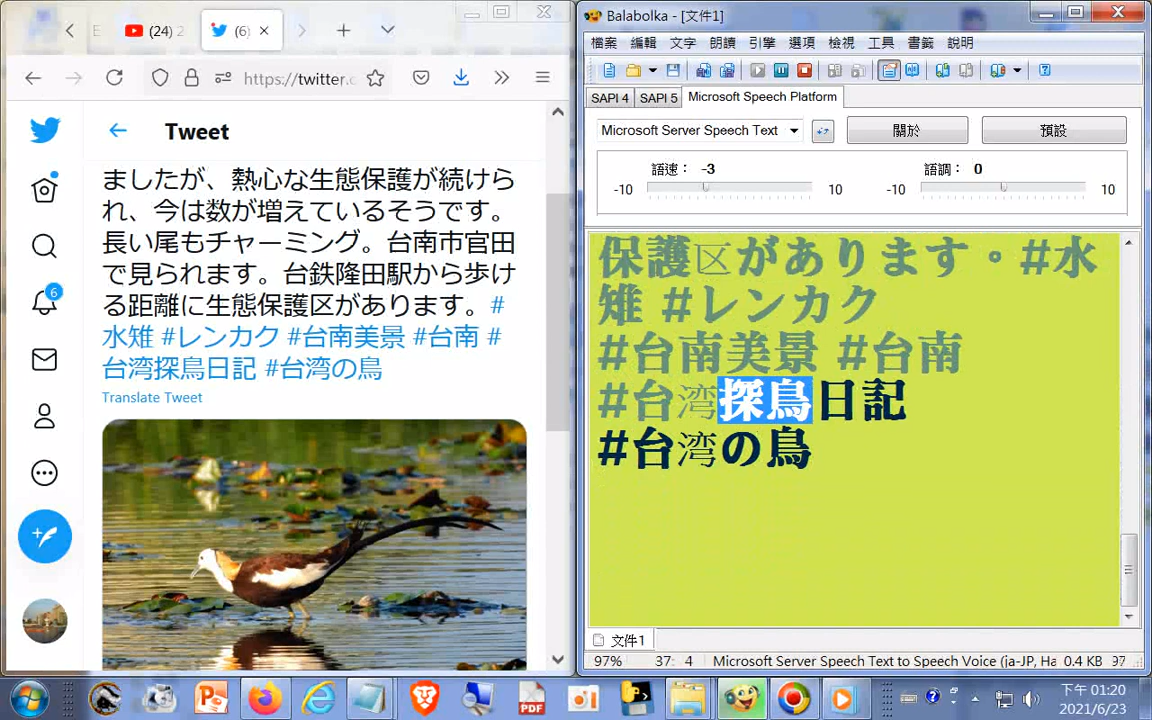 E
(24) 2
(6)
https://twitter.c
Tweet
ましたが、熱心な生態保護が続けら
れ、今は数が増えているそうです。
長い尾もチャーミング。台南市官田
で見られます。台鉄隆田駅から歩け
る距離に生態保護区があります。#
水雉 #レンカク #台南美景 #台南 #
台湾探鳥日記 #台湾の鳥
Translate Tweet
6
Balabolka - [文件1]
檔案 編輯 文字 朗讀 引擎 選項 檢視 工具 書籤 說明
SAPI 4 SAPI 5 Microsoft Speech Platform
Microsoft Server Speech Text 關於 預設
語速： -3 語調： 0
-10 10 -10 10
保護区があります。#水
雉 #レンカク
#台南美景 #台南
#台湾探鳥日記
#台湾の鳥
文件1
97% 37: 4 Microsoft Server Speech Text to Speech Voice (ja-JP, Ha 0.4 KB 97
PDF
下午 01:20
2021/6/23